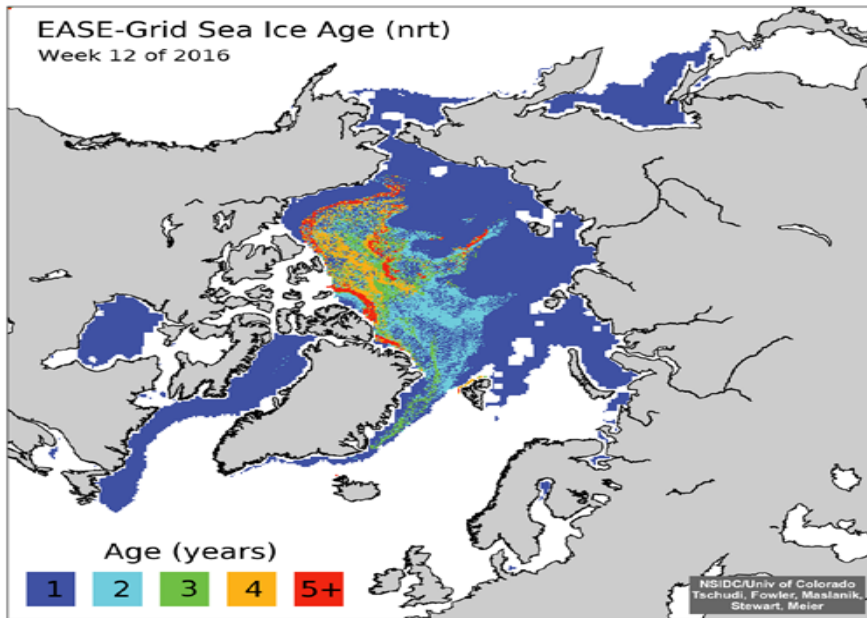 EASE-Grid Sea Ice Age (nrt)
Week 12 of 2016
Age (years)
1 2 3 4 5+
NSIDC/Univ of Colorado
Tschudi, Fowler, Maslanik,
Stewart, Meier